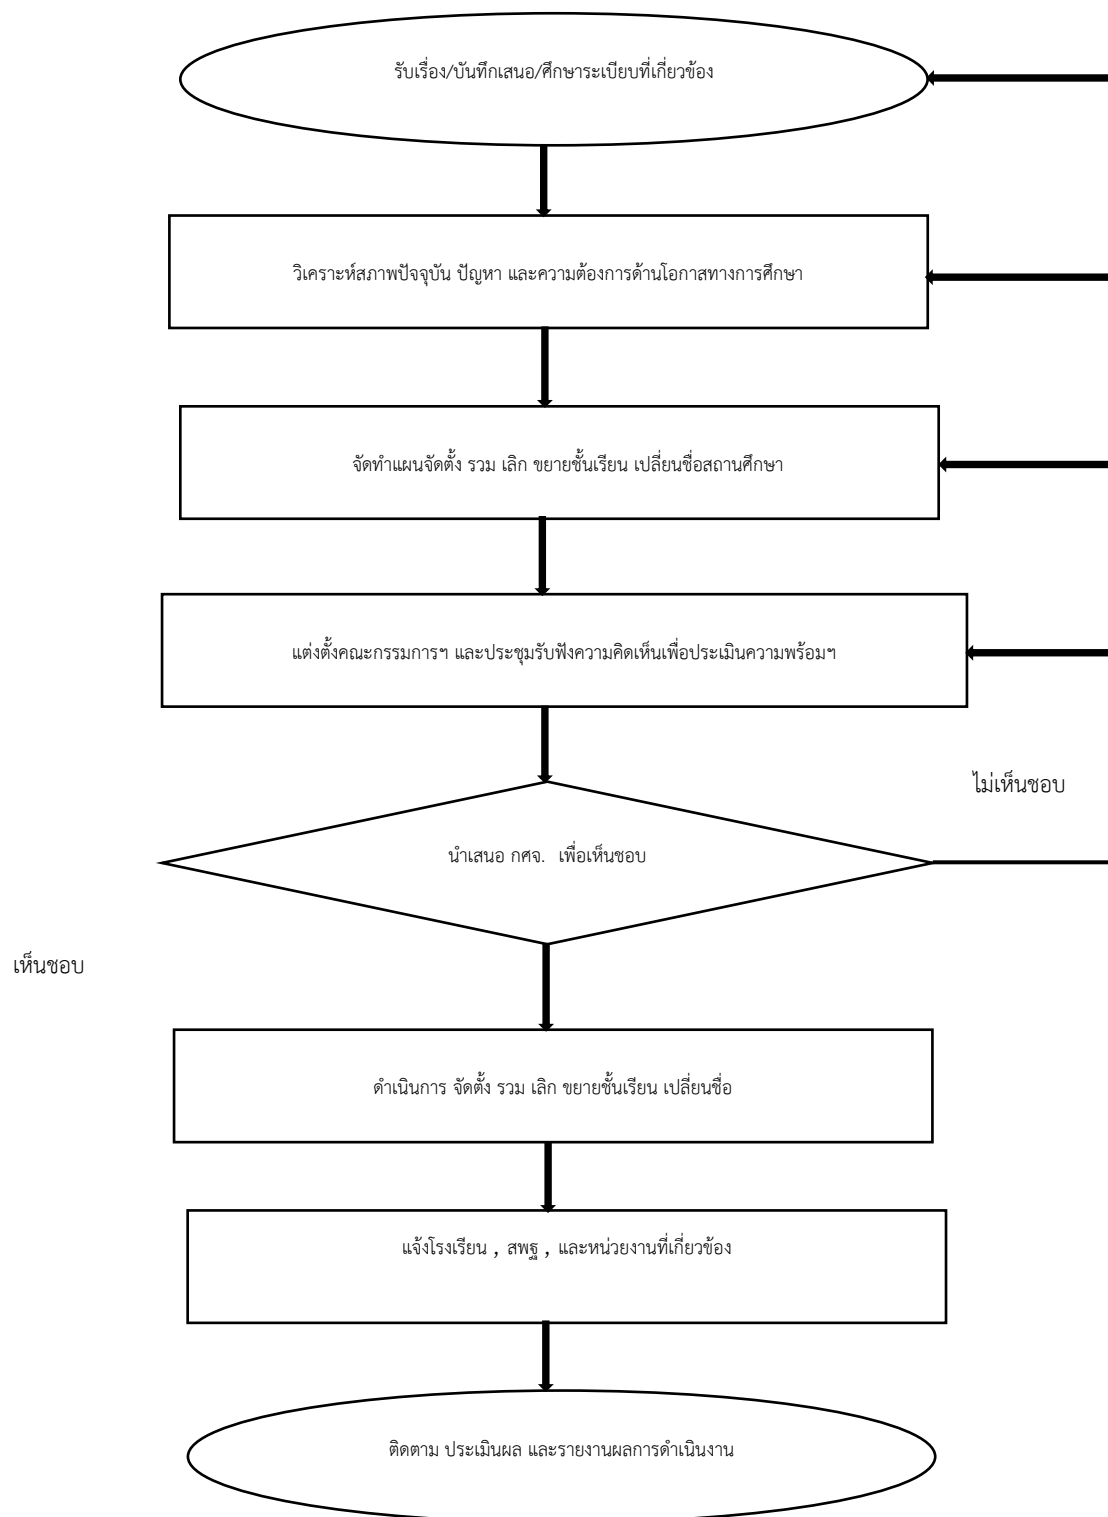 รับเรื่อง/บันทึกเสนอ/ศึกษาระเบียบที่เกี่ยวข้อง
วิเคราะห์สภาพปัจจุบัน ปัญหา และความต้องการด้านโอกาสทางการศึกษา
จัดทำแผนจัดตั้ง รวม เลิก ขยายชั้นเรียน เปลี่ยนชื่อสถานศึกษา
แต่งตั้งคณะกรรมการฯ และประชุมรับฟังความคิดเห็นเพื่อประเมินความพร้อมฯ
ไม่เห็นชอบ
นำเสนอ กศจ. เพื่อเห็นชอบ
เห็นชอบ
ดำเนินการ จัดตั้ง รวม เลิก ขยายชั้นเรียน เปลี่ยนชื่อ
แจ้งโรงเรียน , สพฐ , และหน่วยงานที่เกี่ยวข้อง
ติดตาม ประเมินผล และรายงานผลการดำเนินงาน